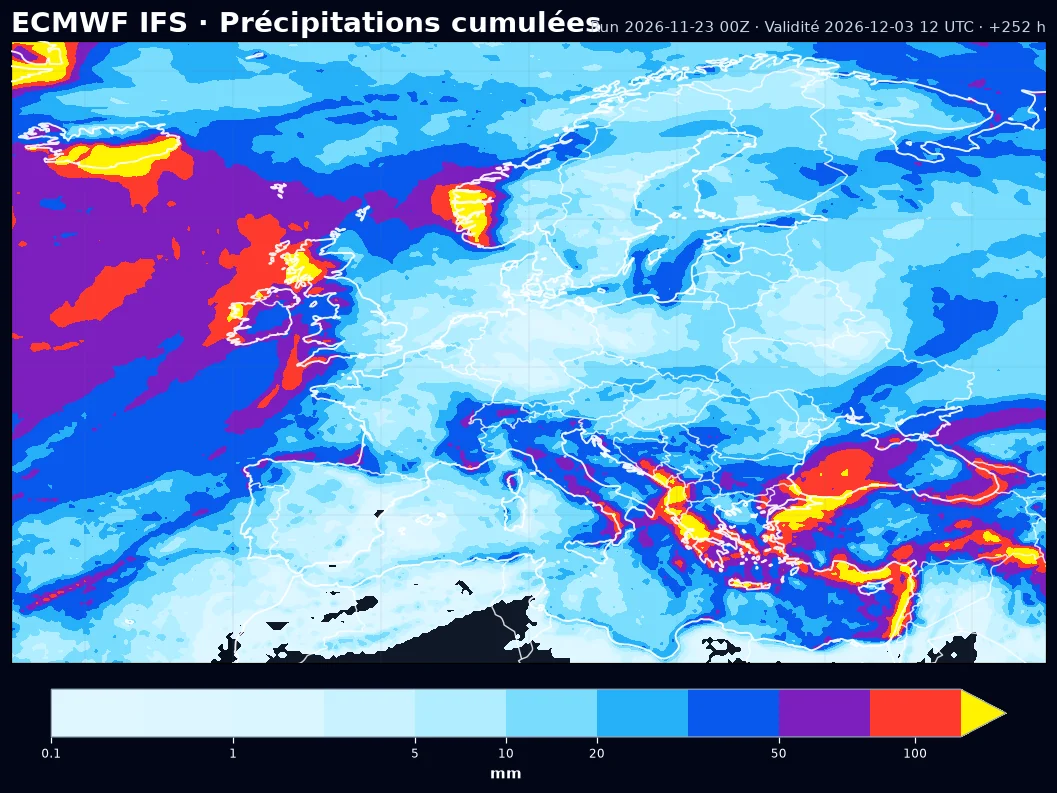 ECMWF IFS · Précipitations cumulées
Run 2026-11-23 00Z · Validité 2026-12-03 12 UTC · +252 h
0.1 1 5 10 20 50 100
mm